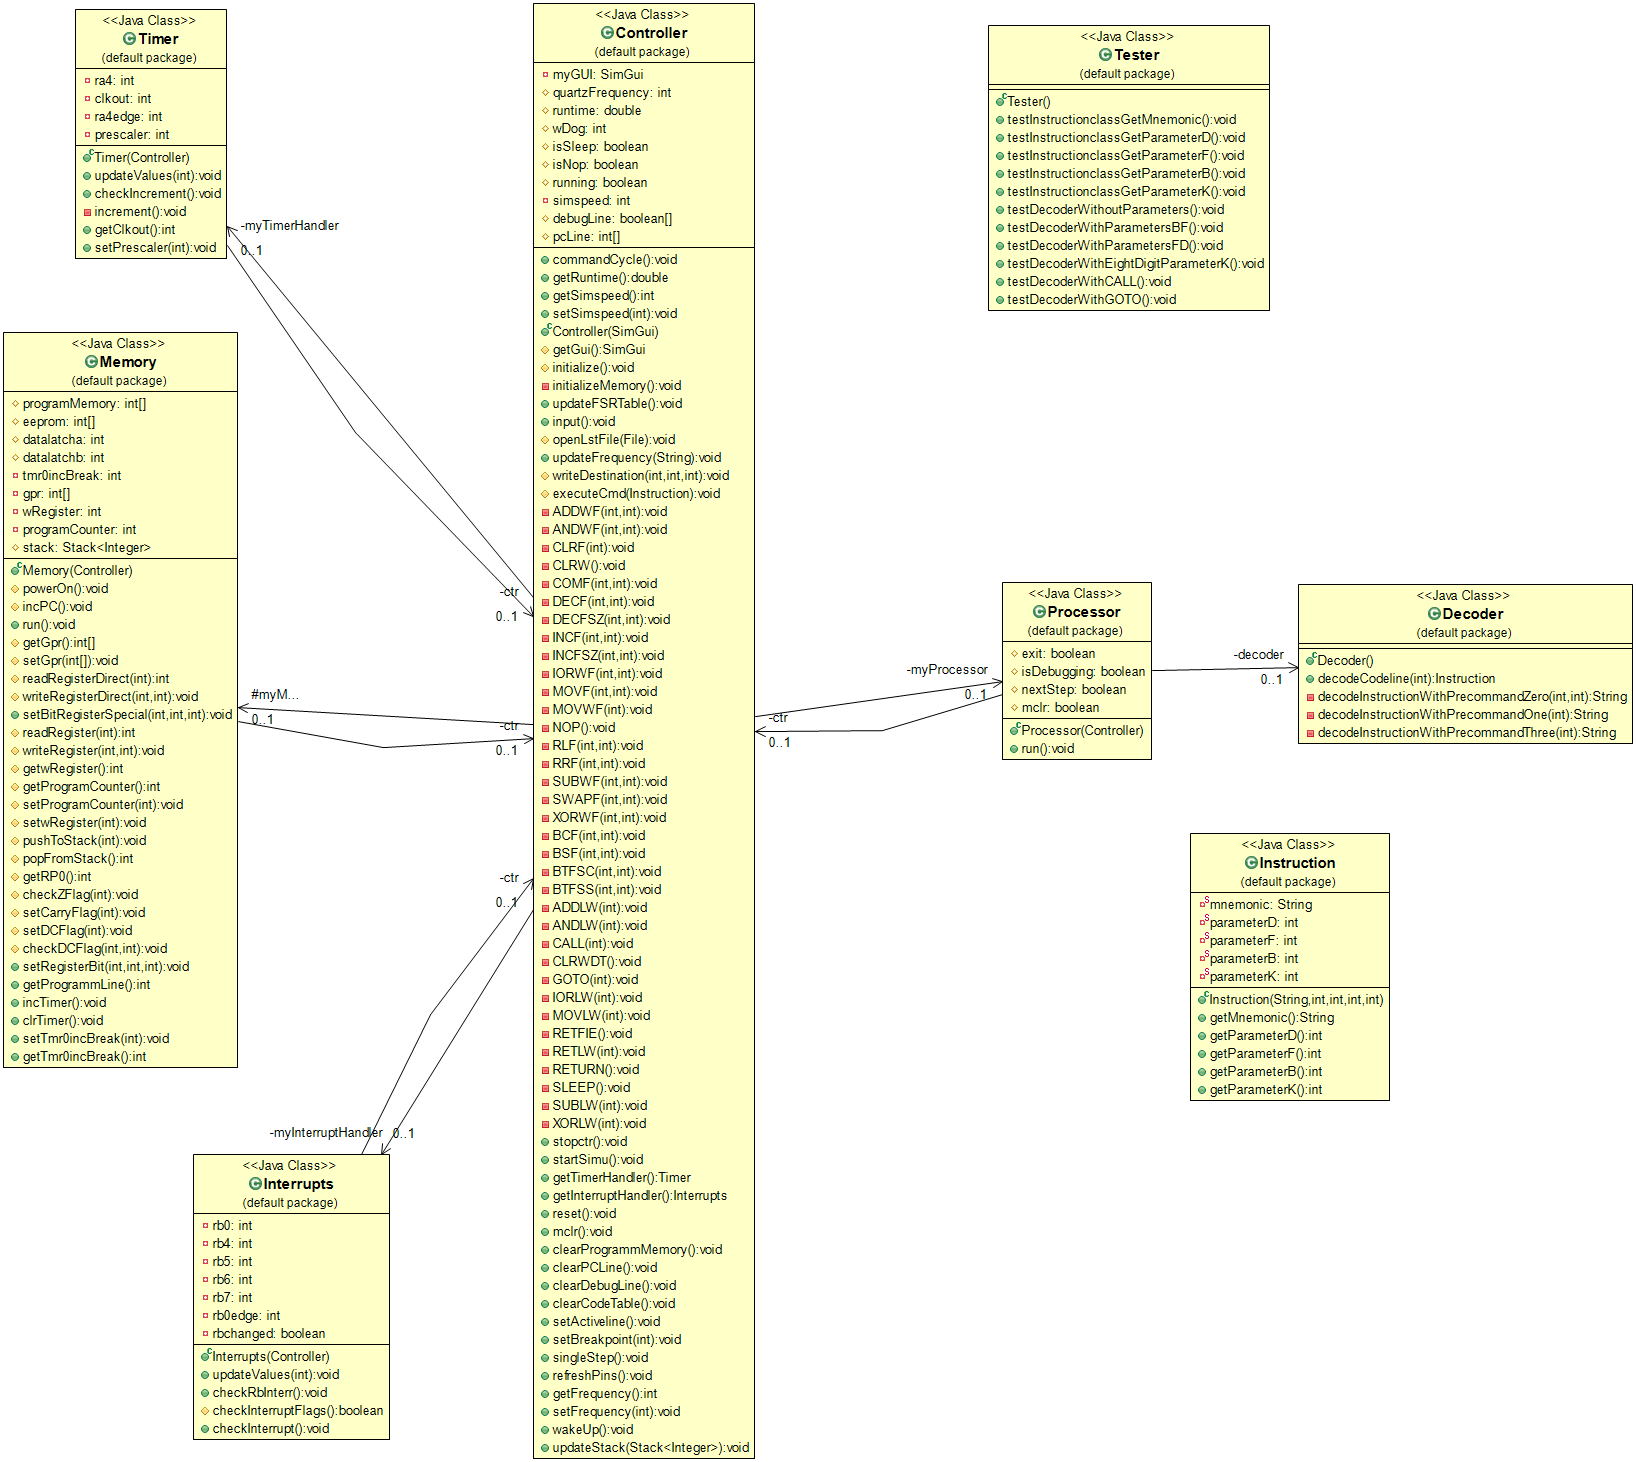 <<Java Class>>
Timer
(default package)
ra4: int
clkout: int
ra4edge: int
prescaler: int
Timer(Controller)
updateValues(int):void
checkIncrement():void
increment():void
getClkout():int
setPrescaler(int):void
-myTimerHandler
0..1
<<Java Class>>
Memory
(default package)
programMemory: int[]
eeprom: int[]
datalatcha: int
datalatchb: int
tmr0incBreak: int
gpr: int[]
wRegister: int
programCounter: int
stack: Stack<Integer>
Memory(Controller)
powerOn():void
incPC():void
run():void
getGpr():int[]
setGpr(int[]):void
readRegisterDirect(int):int
writeRegisterDirect(int,int):void
setBitRegisterSpecial(int,int,int):void
readRegister(int):int
writeRegister(int,int):void
getwRegister():int
getProgramCounter():int
setProgramCounter(int):void
setwRegister(int):void
pushToStack(int):void
popFromStack():int
getRP0():int
checkZFlag(int):void
setCarryFlag(int):void
setDCFlag(int):void
checkDCFlag(int,int):void
setRegisterBit(int,int,int):void
getProgrammLine():int
incTimer():void
clrTimer():void
setTmr0incBreak(int):void
getTmr0incBreak():int
#myM...
0..1
-ctr
0..1
-ctr
0..1
-ctr
0..1
-myInterruptHandler
0..1
<<Java Class>>
Interrupts
(default package)
rb0: int
rb4: int
rb5: int
rb6: int
rb7: int
rb0edge: int
rbchanged: boolean
Interrupts(Controller)
updateValues(int):void
checkRbInterr():void
checkInterruptFlags():boolean
checkInterrupt():void
<<Java Class>>
Controller
(default package)
myGUI: SimGui
quartzFrequency: int
runtime: double
wDog: int
isSleep: boolean
isNop: boolean
running: boolean
simspeed: int
debugLine: boolean[]
pcLine: int[]
commandCycle():void
getRuntime():double
getSimspeed():int
setSimspeed(int):void
Controller(SimGui)
getGui():SimGui
initialize():void
initializeMemory():void
updateFSRTable():void
input():void
openLstFile(File):void
updateFrequency(String):void
writeDestination(int,int,int):void
executeCmd(Instruction):void
ADDWF(int,int):void
ANDWF(int,int):void
CLRF(int):void
CLRW():void
COMF(int,int):void
DECF(int,int):void
DECFSZ(int,int):void
INCF(int,int):void
INCFSZ(int,int):void
IORWF(int,int):void
MOVF(int,int):void
MOVWF(int,int):void
NOP():void
RLF(int,int):void
RRF(int,int):void
SUBWF(int,int):void
SWAPF(int,int):void
XORWF(int,int):void
BCF(int,int):void
BSF(int,int):void
BTFSC(int,int):void
BTFSS(int,int):void
ADDLW(int):void
ANDLW(int):void
CALL(int):void
CLRWDT():void
GOTO(int):void
IORLW(int):void
MOVLW(int):void
RETFIE():void
RETLW(int):void
RETURN():void
SLEEP():void
SUBLW(int):void
XORLW(int):void
stopctr():void
startSimu():void
getTimerHandler():Timer
getInterruptHandler():Interrupts
reset():void
mclr():void
clearProgrammMemory():void
clearPCLine():void
clearDebugLine():void
clearCodeTable():void
setActiveline():void
setBreakpoint(int):void
singleStep():void
refreshPins():void
getFrequency():int
setFrequency(int):void
wakeUp():void
updateStack(Stack<Integer>):void
<<Java Class>>
Tester
(default package)
Tester()
testInstructionclassGetMnemonic():void
testInstructionclassGetParameterD():void
testInstructionclassGetParameterF():void
testInstructionclassGetParameterB():void
testInstructionclassGetParameterK():void
testDecoderWithoutParameters():void
testDecoderWithParametersBF():void
testDecoderWithParametersFD():void
testDecoderWithEightDigitParameterK():void
testDecoderWithCALL():void
testDecoderWithGOTO():void
-myProcessor
0..1
-ctr
0..1
<<Java Class>>
Processor
(default package)
exit: boolean
isDebugging: boolean
nextStep: boolean
mclr: boolean
Processor(Controller)
run():void
-decoder
0..1
<<Java Class>>
Decoder
(default package)
Decoder()
decodeCodeline(int):Instruction
decodeInstructionWithPrecommandZero(int,int):String
decodeInstructionWithPrecommandOne(int):String
decodeInstructionWithPrecommandThree(int):String
<<Java Class>>
Instruction
(default package)
mnemonic: String
parameterD: int
parameterF: int
parameterB: int
parameterK: int
Instruction(String,int,int,int,int)
getMnemonic():String
getParameterD():int
getParameterF():int
getParameterB():int
getParameterK():int